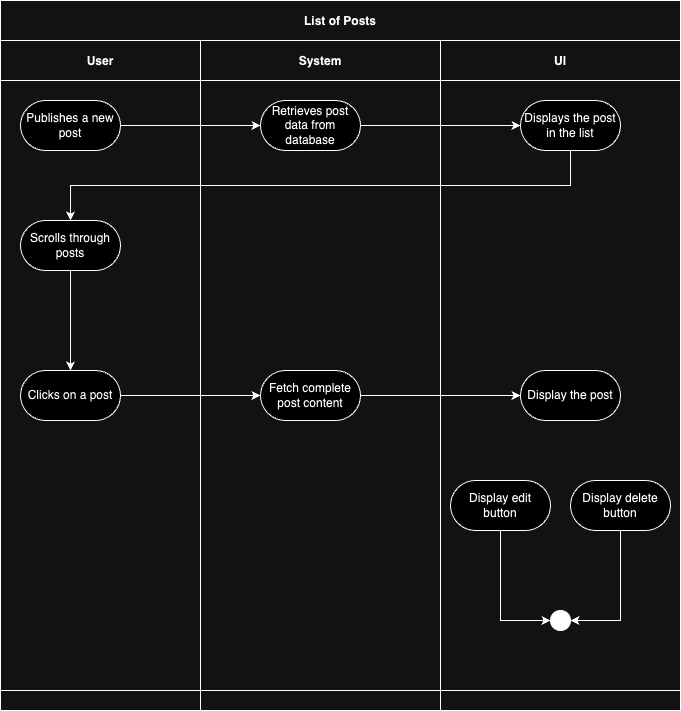 List of Posts
User
System
UI
Publishes a new
post
Retrieves post
data from
database
Displays the post
in the list
Scrolls through
posts
Clicks on a post
Fetch complete
post content
Display the post
Display edit
button
Display delete
button